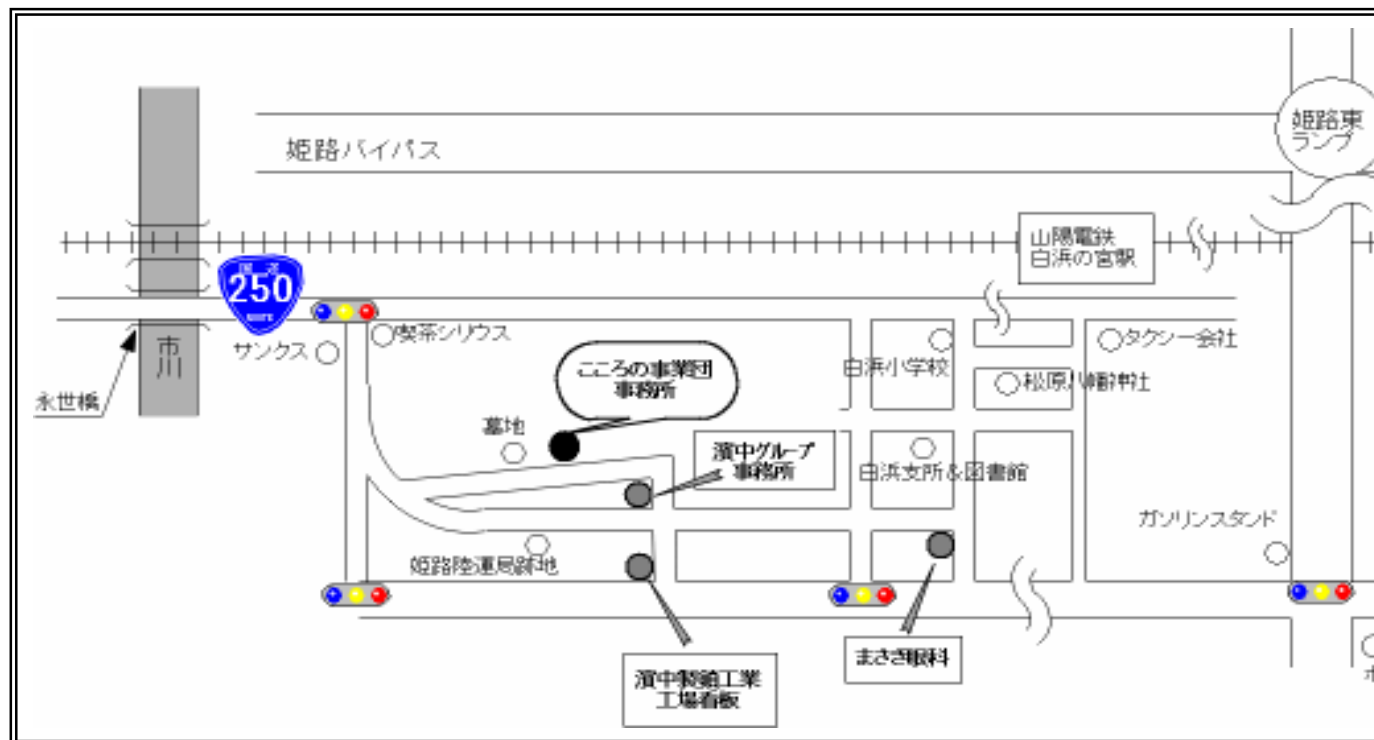 姫路東
ランプ
姫路バイパス
山陽電鉄
白浜の宮駅
国道
250
ROUTE
市川
永世橋
サンクス
喫茶シリウス
こころの事業団
事務所
白浜小学校
タクシー会社
松原八幡神社
墓地
濱中グループ
事務所
白浜支所&図書館
ガソリンスタンド
姫路陸運局跡地
まさき眼科
濱中製鎖工業
工場看板
ボ